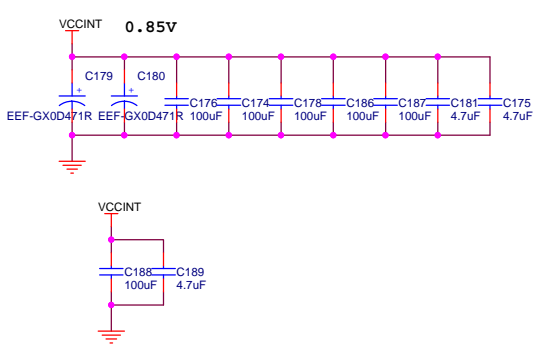 VCCINT 0.85V
C179 C180
+ +
EEF-GX0D471R EEF-GX0D471R
C176 C174 C178 C186 C187 C181 C175
100uF 100uF 100uF 100uF 100uF 4.7uF 4.7uF
VCCINT
C188 C189
100uF 4.7uF